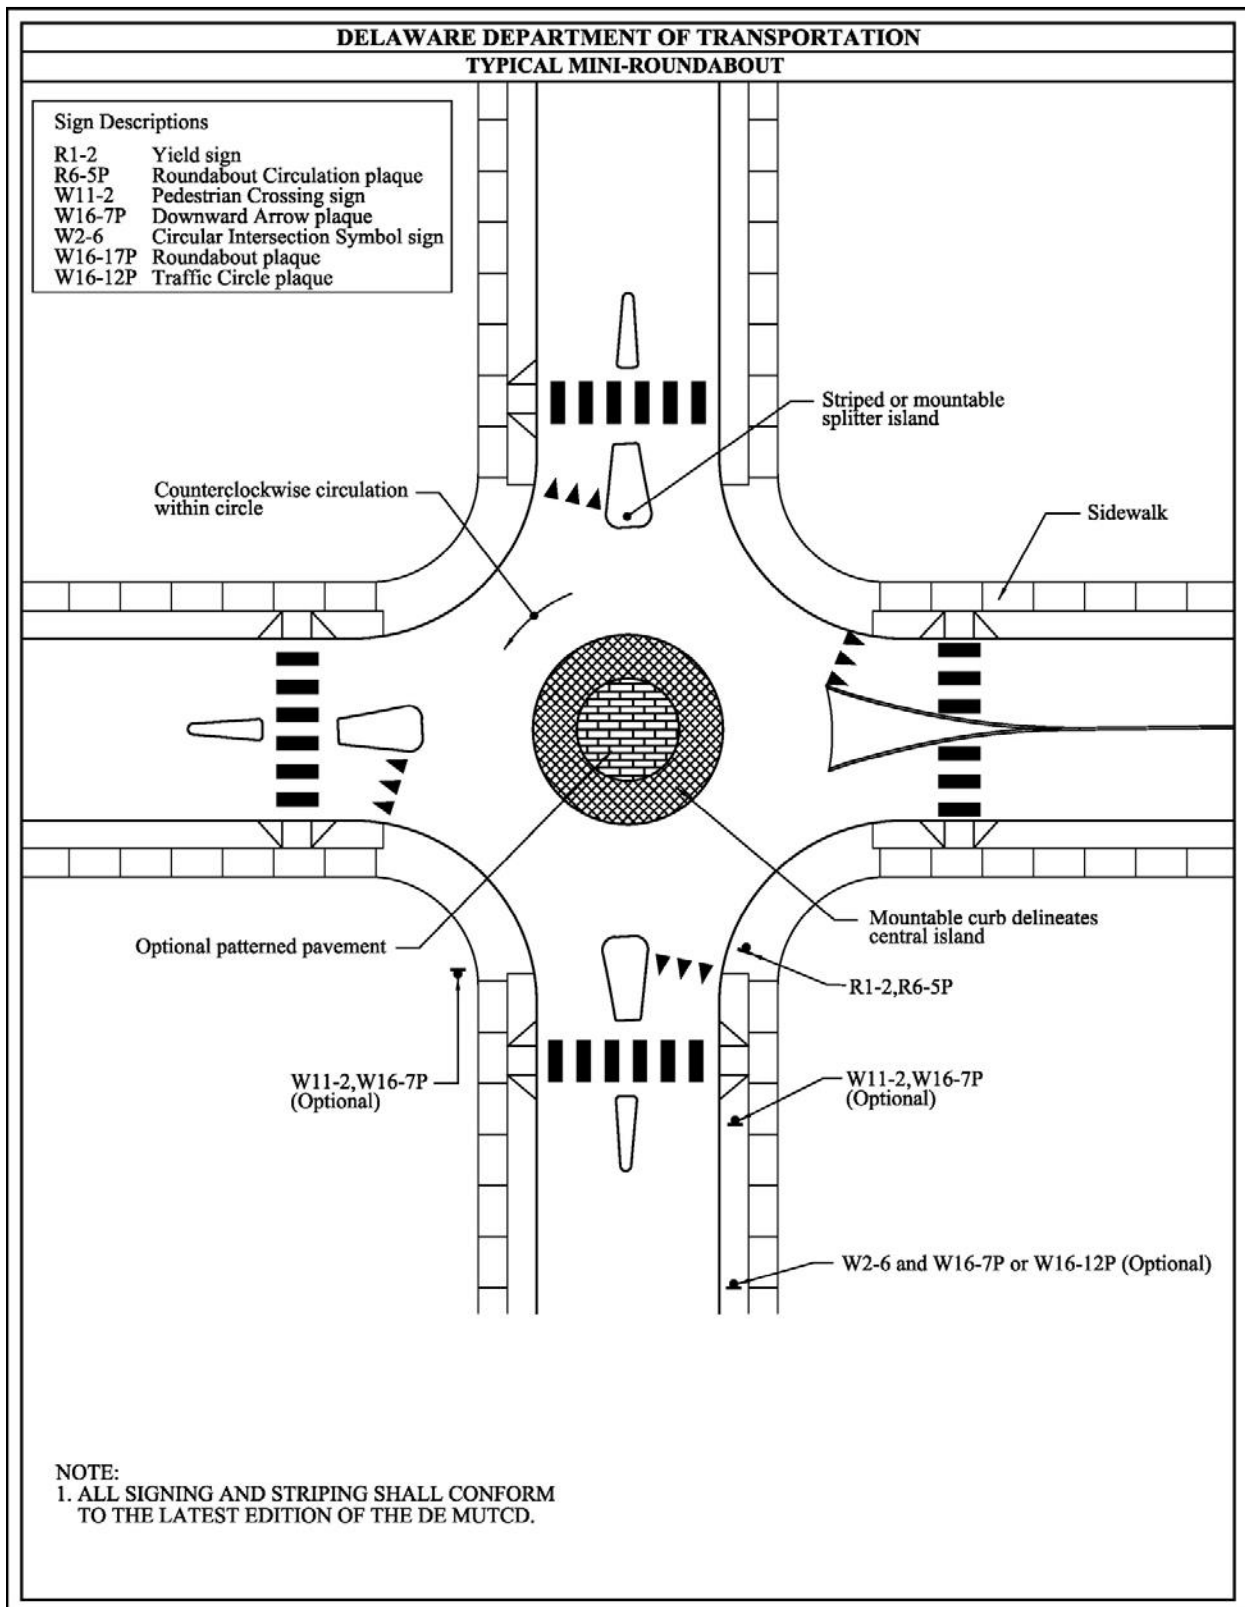 DELAWARE DEPARTMENT OF TRANSPORTATION
TYPICAL MINI-ROUNDABOUT
Sign Descriptions
R1-2 Yield sign
R6-5P Roundabout Circulation plaque
W11-2 Pedestrian Crossing sign
W16-7P Downward Arrow plaque
W2-6 Circular Intersection Symbol sign
W16-17P Roundabout plaque
W16-12P Traffic Circle plaque
Striped or mountable
splitter island
Counterclockwise circulation
within circle
Sidewalk
Optional patterned pavement
Mountable curb delineates
central island
R1-2,R6-5P
W11-2,W16-7P
(Optional)
W11-2,W16-7P
(Optional)
W2-6 and W16-7P or W16-12P (Optional)
NOTE:
1. ALL SIGNING AND STRIPING SHALL CONFORM
TO THE LATEST EDITION OF THE DE MUTCD.